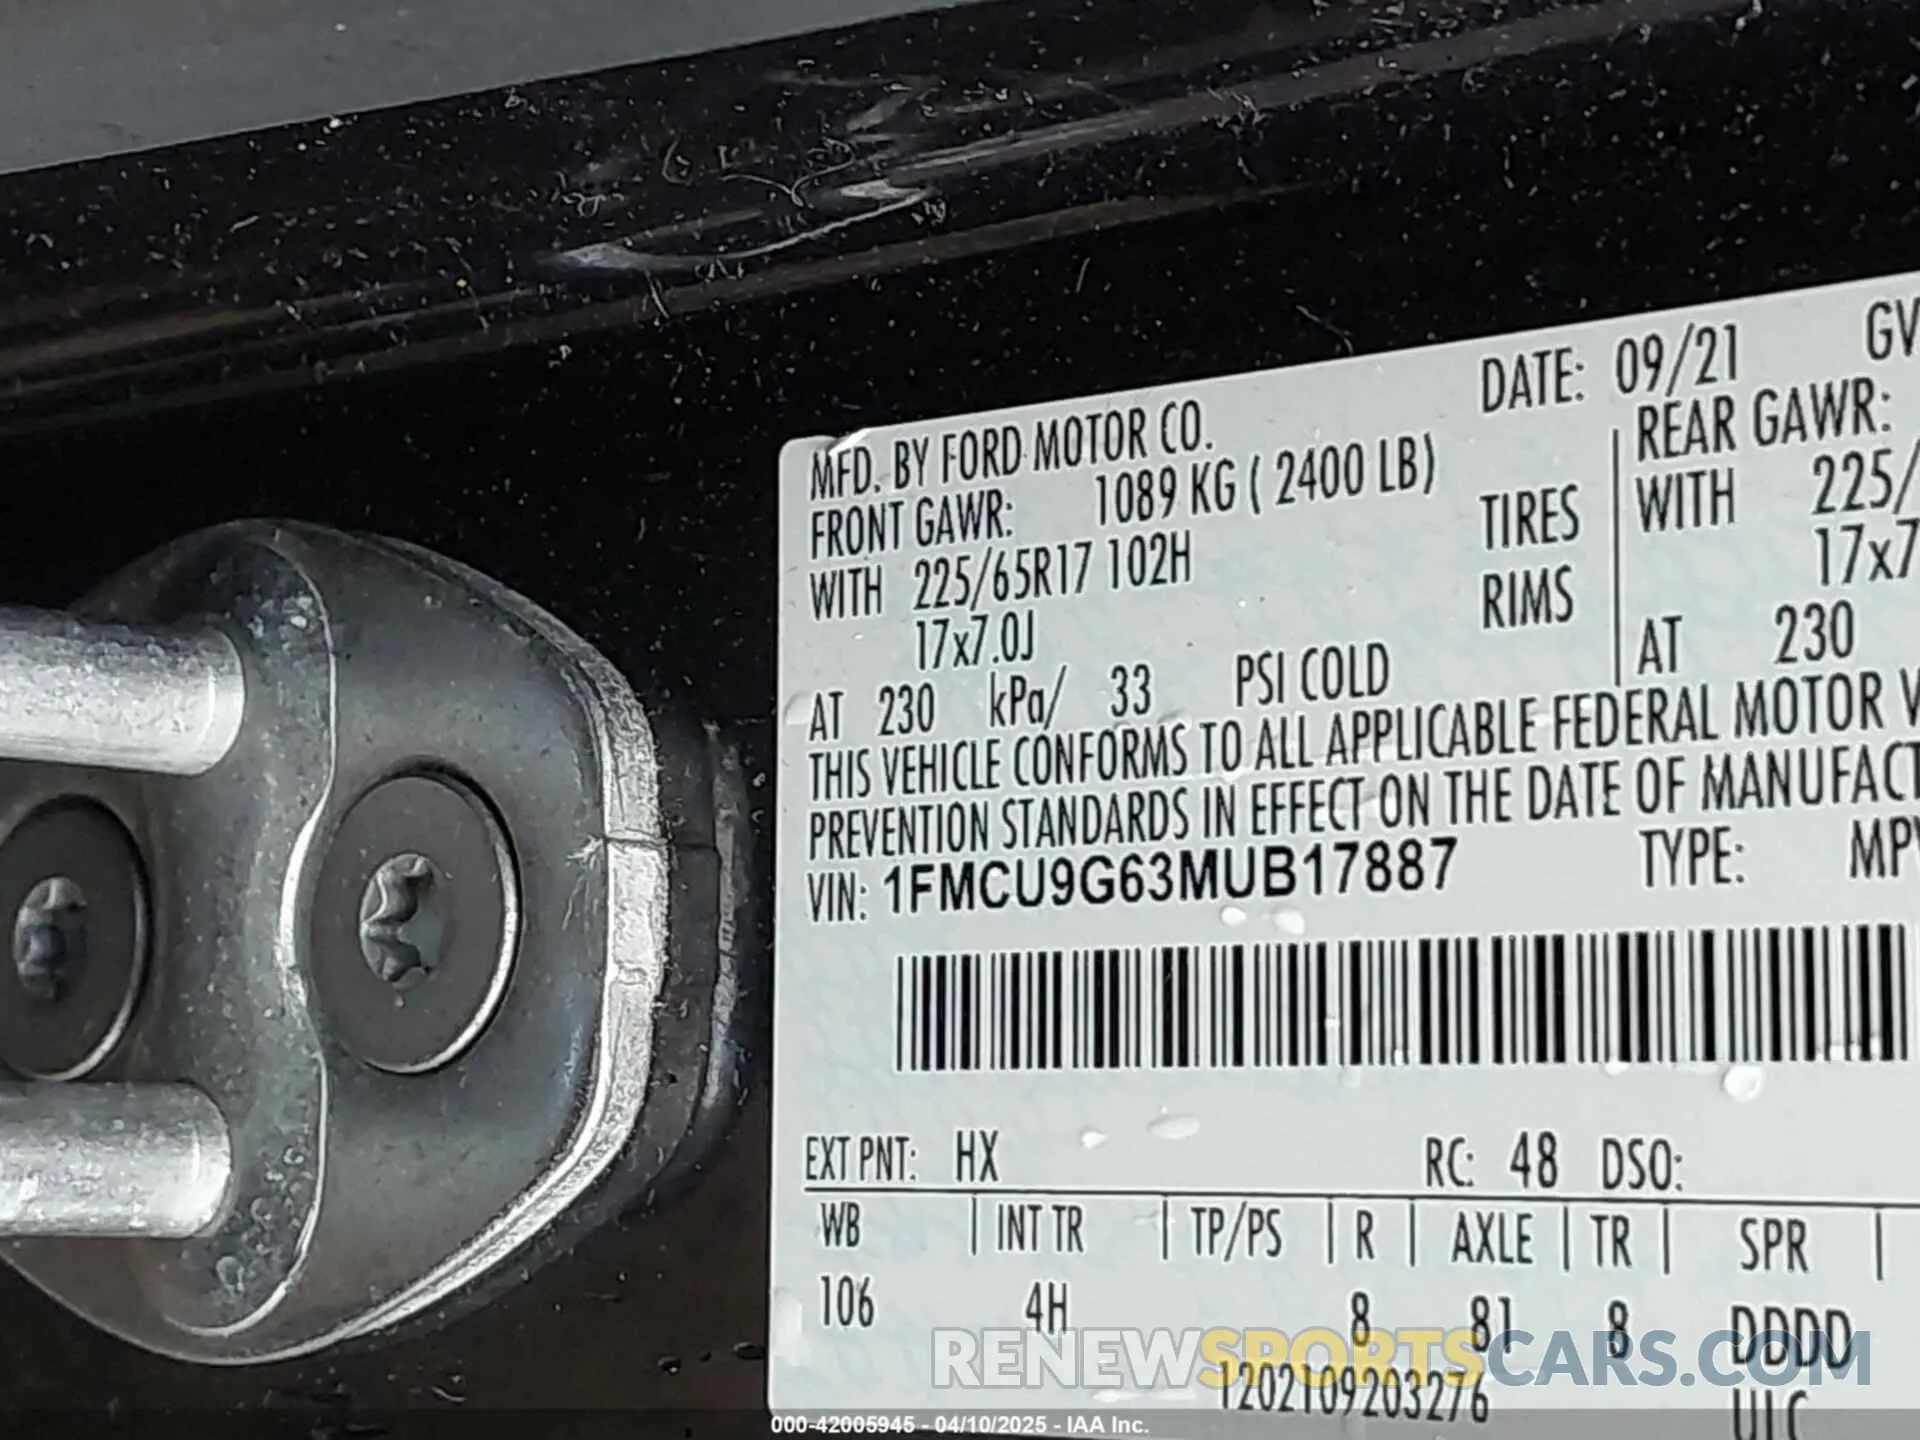 DATE: 09/21 GV
MFD. BY FORD MOTOR CO. REAR GAWR:
FRONT GAWR: 1089 KG ( 2400 LB)
WITH 225/65R17 102H TIRES WITH 225/
17x7.0J RIMS 17x7
AT 230 kPa/ 33 PSI COLD AT 230
THIS VEHICLE CONFORMS TO ALL APPLICABLE FEDERAL MOTOR V
PREVENTION STANDARDS IN EFFECT ON THE DATE OF MANUFACT
VIN: 1FMCU9G63MUB17887 TYPE: MPV
EXT PNT: HX RC: 48 DSO:
WB | INT TR | TP/PS | R | AXLE | TR | SPR |
106 4H 8 81 8 DDDD
RENEWSPORTSCARS.COM
1202109203276 ULC
000-42005945 - 04/10/2025 - IAA Inc.